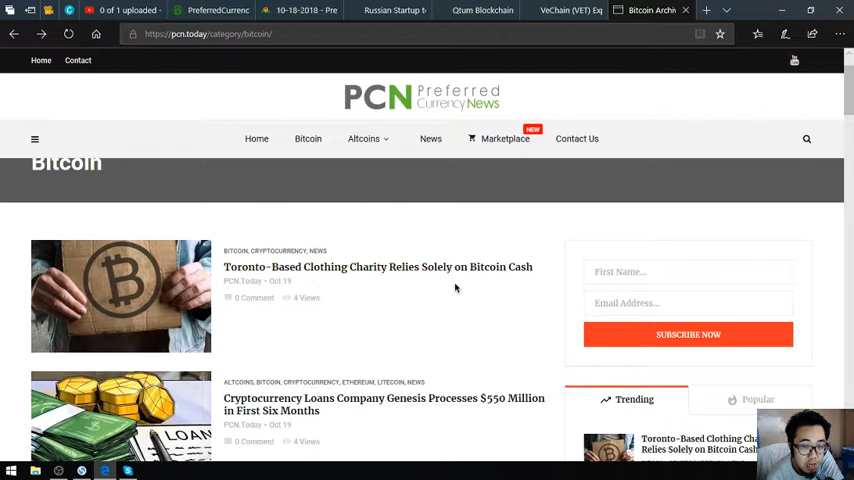 0 of 1 uploaded -
PreferredCurrenc
10-18-2018 - Pre
Russian Startup t
Qtum Blockchain
VeChain (VET) Exp
Bitcoin Archiv
https://pcn.today/category/bitcoin/
Home
Contact
PCN Preferred
Currency News
Home
Bitcoin
Altcoins
News
Marketplace
NEW
Contact Us
Bitcoin
BITCOIN, CRYPTOCURRENCY, NEWS
Toronto-Based Clothing Charity Relies Solely on Bitcoin Cash
PCN.Today • Oct 19
0 Comment
4 Views
First Name...
Email Address...
SUBSCRIBE NOW
ALTCOINS, BITCOIN, CRYPTOCURRENCY, ETHEREUM, LITECOIN, NEWS
Cryptocurrency Loans Company Genesis Processes $550 Million
in First Six Months
PCN.Today • Oct 19
0 Comment
4 Views
LOAN
Trending
Popular
Toronto-Based Clothing Cha
Relies Solely on Bitcoin Cash